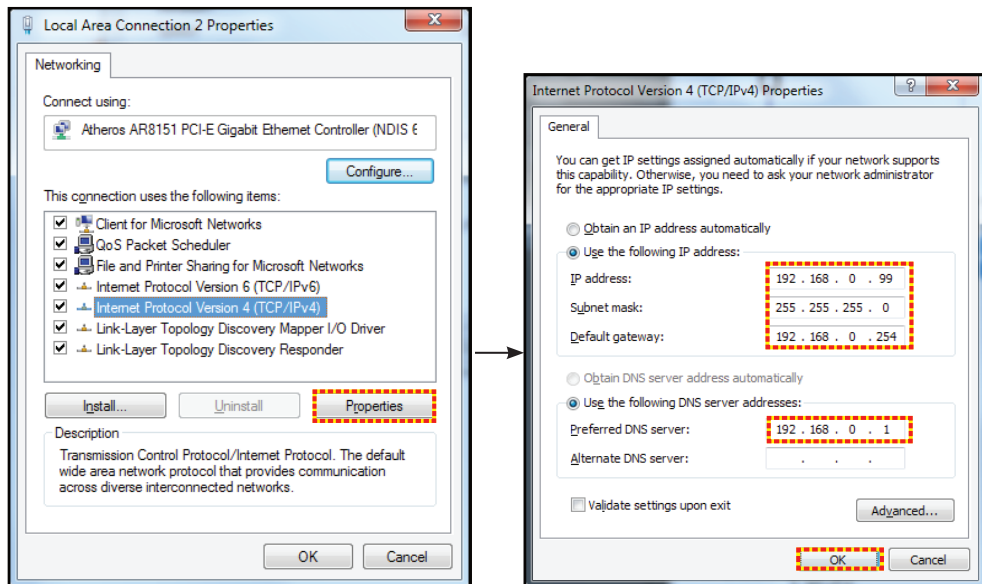 Local Area Connection 2 Properties
Networking
Connect using:
Atheros AR8151 PCI-E Gigabit Ethernet Controller (NDIS 6
Configure...
This connection uses the following items:
Client for Microsoft Networks
QoS Packet Scheduler
File and Printer Sharing for Microsoft Networks
Internet Protocol Version 6 (TCP/IPv6)
Internet Protocol Version 4 (TCP/IPv4)
Link-Layer Topology Discovery Mapper I/O Driver
Link-Layer Topology Discovery Responder
Install...
Uninstall
Properties
Description
Transmission Control Protocol/Internet Protocol. The default
wide area network protocol that provides communication
across diverse interconnected networks.
OK
Cancel
Internet Protocol Version 4 (TCP/IPv4) Properties
General
You can get IP settings assigned automatically if your network supports
this capability. Otherwise, you need to ask your network administrator
for the appropriate IP settings.
Obtain an IP address automatically
Use the following IP address:
IP address: 192 . 168 . 0 . 99
Subnet mask: 255 . 255 . 255 . 0
Default gateway: 192 . 168 . 0 . 254
Obtain DNS server address automatically
Use the following DNS server addresses:
Preferred DNS server: 192 . 168 . 0 . 1
Alternate DNS server: . . .
Validate settings upon exit
Advanced...
OK
Cancel